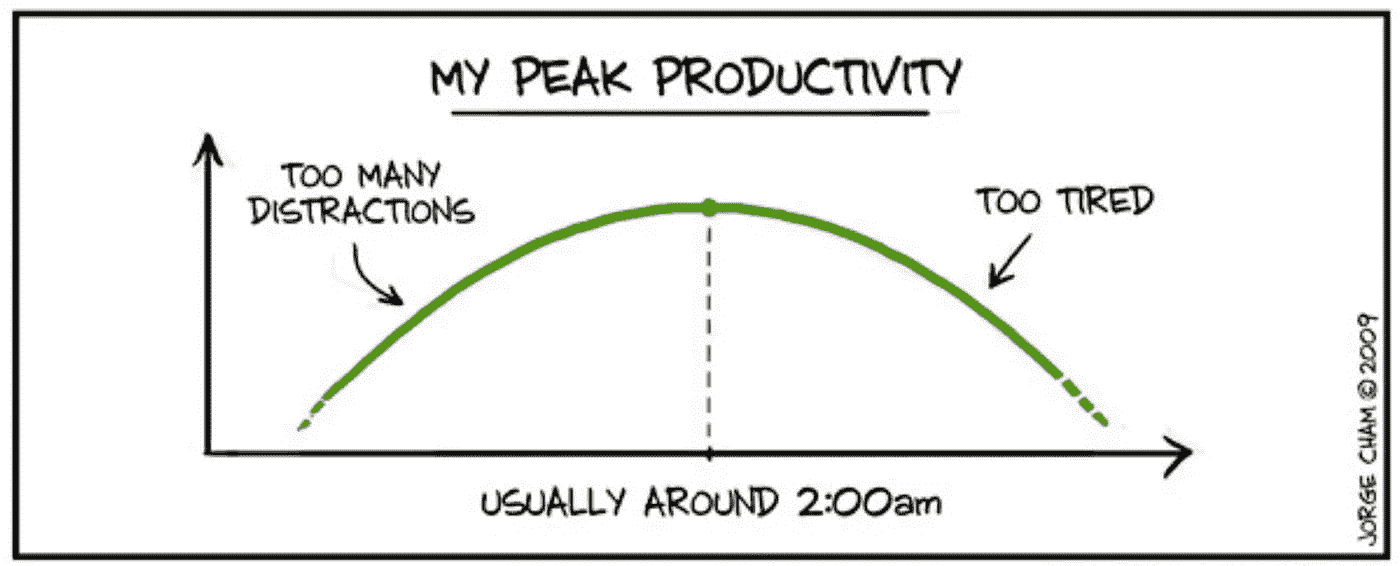 MY PEAK PRODUCTIVITY
TOO MANY
DISTRACTIONS
TOO TIRED
USUALLY AROUND 2:00am
JORGE CHAM © 2009